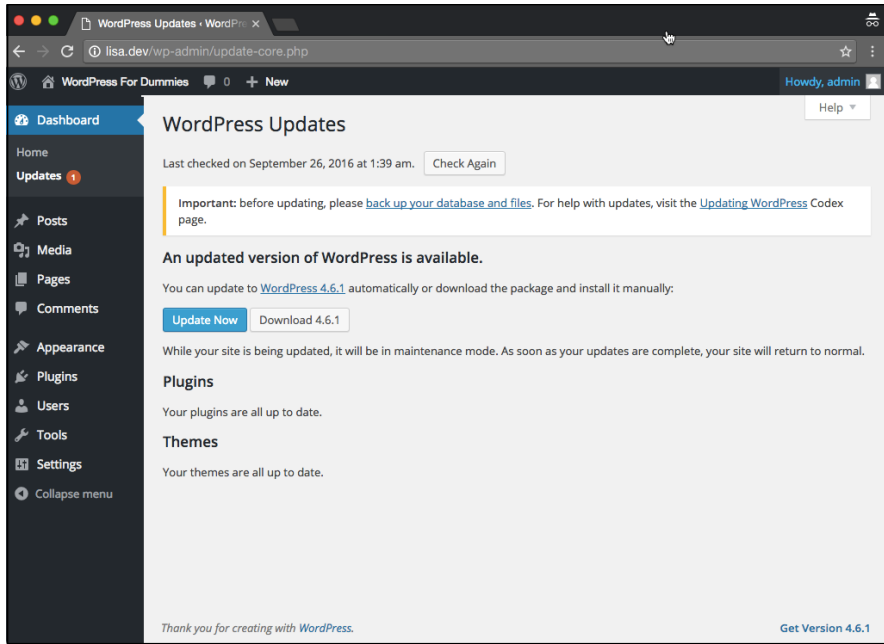 WordPress Updates ‹ WordPre
lisa.dev/wp-admin/update-core.php
WordPress For Dummies 0 + New Howdy, admin
Help
Dashboard
Home
Updates 1
Posts
Media
Pages
Comments
Appearance
Plugins
Users
Tools
Settings
Collapse menu
WordPress Updates
Last checked on September 26, 2016 at 1:39 am. Check Again
Important: before updating, please back up your database and files. For help with updates, visit the Updating WordPress Codex
page.
An updated version of WordPress is available.
You can update to WordPress 4.6.1 automatically or download the package and install it manually:
Update Now Download 4.6.1
While your site is being updated, it will be in maintenance mode. As soon as your updates are complete, your site will return to normal.
Plugins
Your plugins are all up to date.
Themes
Your themes are all up to date.
Thank you for creating with WordPress. Get Version 4.6.1